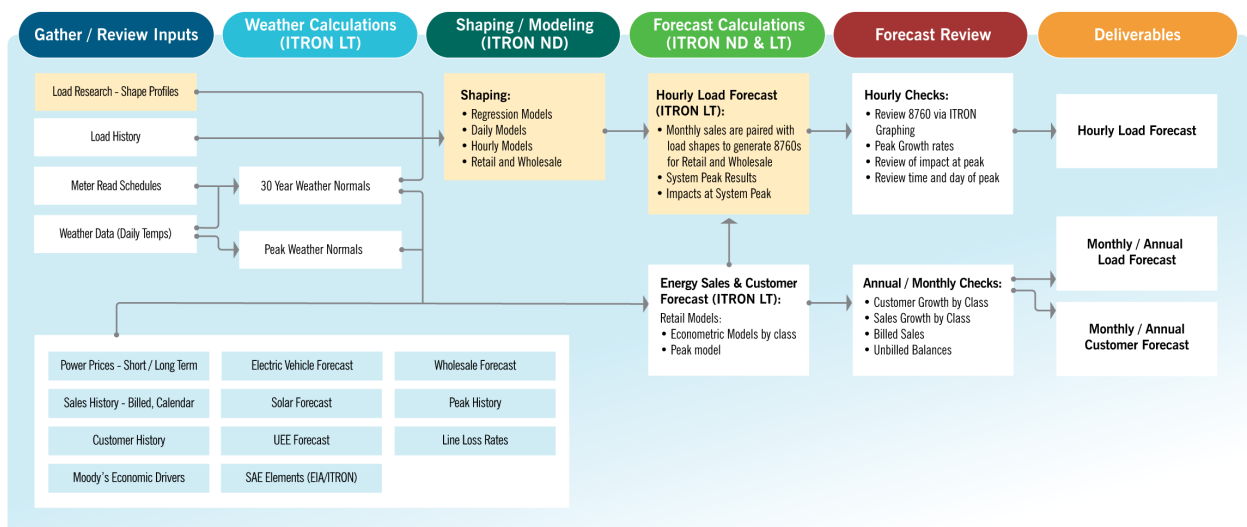 Gather / Review Inputs
Weather Calculations
(ITRON LT)
Shaping / Modeling
(ITRON ND)
Forecast Calculations
(ITRON ND & LT)
Forecast Review
Deliverables
Load Research – Shape Profiles
Load History
Meter Read Schedules
Weather Data (Daily Temps)
30 Year Weather Normals
Peak Weather Normals
Shaping:
• Regression Models
• Daily Models
• Hourly Models
• Retail and Wholesale
Hourly Load Forecast
(ITRON LT):
• Monthly sales are paired with
load shapes to generate 8760s
for Retail and Wholesale
• System Peak Results
• Impacts at System Peak
Hourly Checks:
• Review 8760 via ITRON
Graphing
• Peak Growth rates
• Review of impact at peak
• Review time and day of peak
Hourly Load Forecast
Energy Sales & Customer
Forecast (ITRON LT):
Retail Models:
• Econometric Models by class
• Peak model
Annual / Monthly Checks:
• Customer Growth by Class
• Sales Growth by Class
• Billed Sales
• Unbilled Balances
Monthly / Annual
Load Forecast
Monthly / Annual
Customer Forecast
Power Prices – Short / Long Term
Electric Vehicle Forecast
Wholesale Forecast
Sales History – Billed, Calendar
Solar Forecast
Peak History
Customer History
UEE Forecast
Line Loss Rates
Moody's Economic Drivers
SAE Elements (EIA/ITRON)